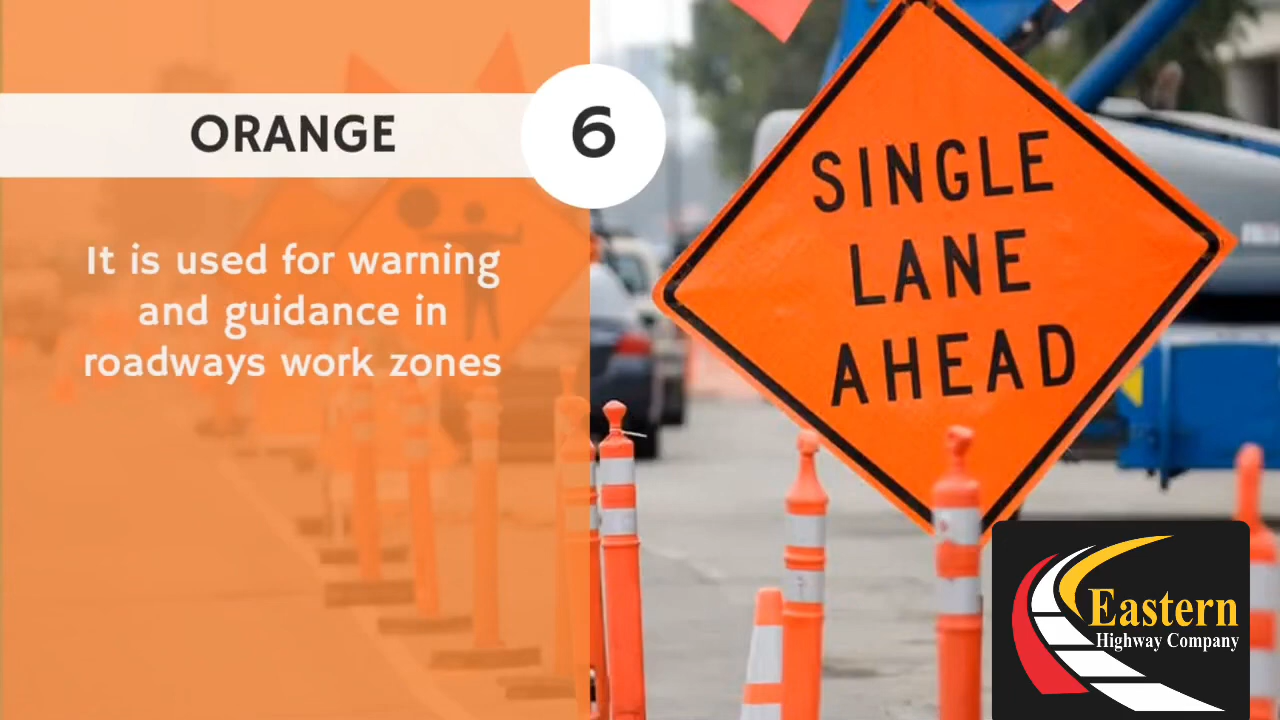 ORANGE
6
It is used for warning
and guidance in
roadways work zones
SINGLE
LANE
AHEAD
Eastern
Highway Company